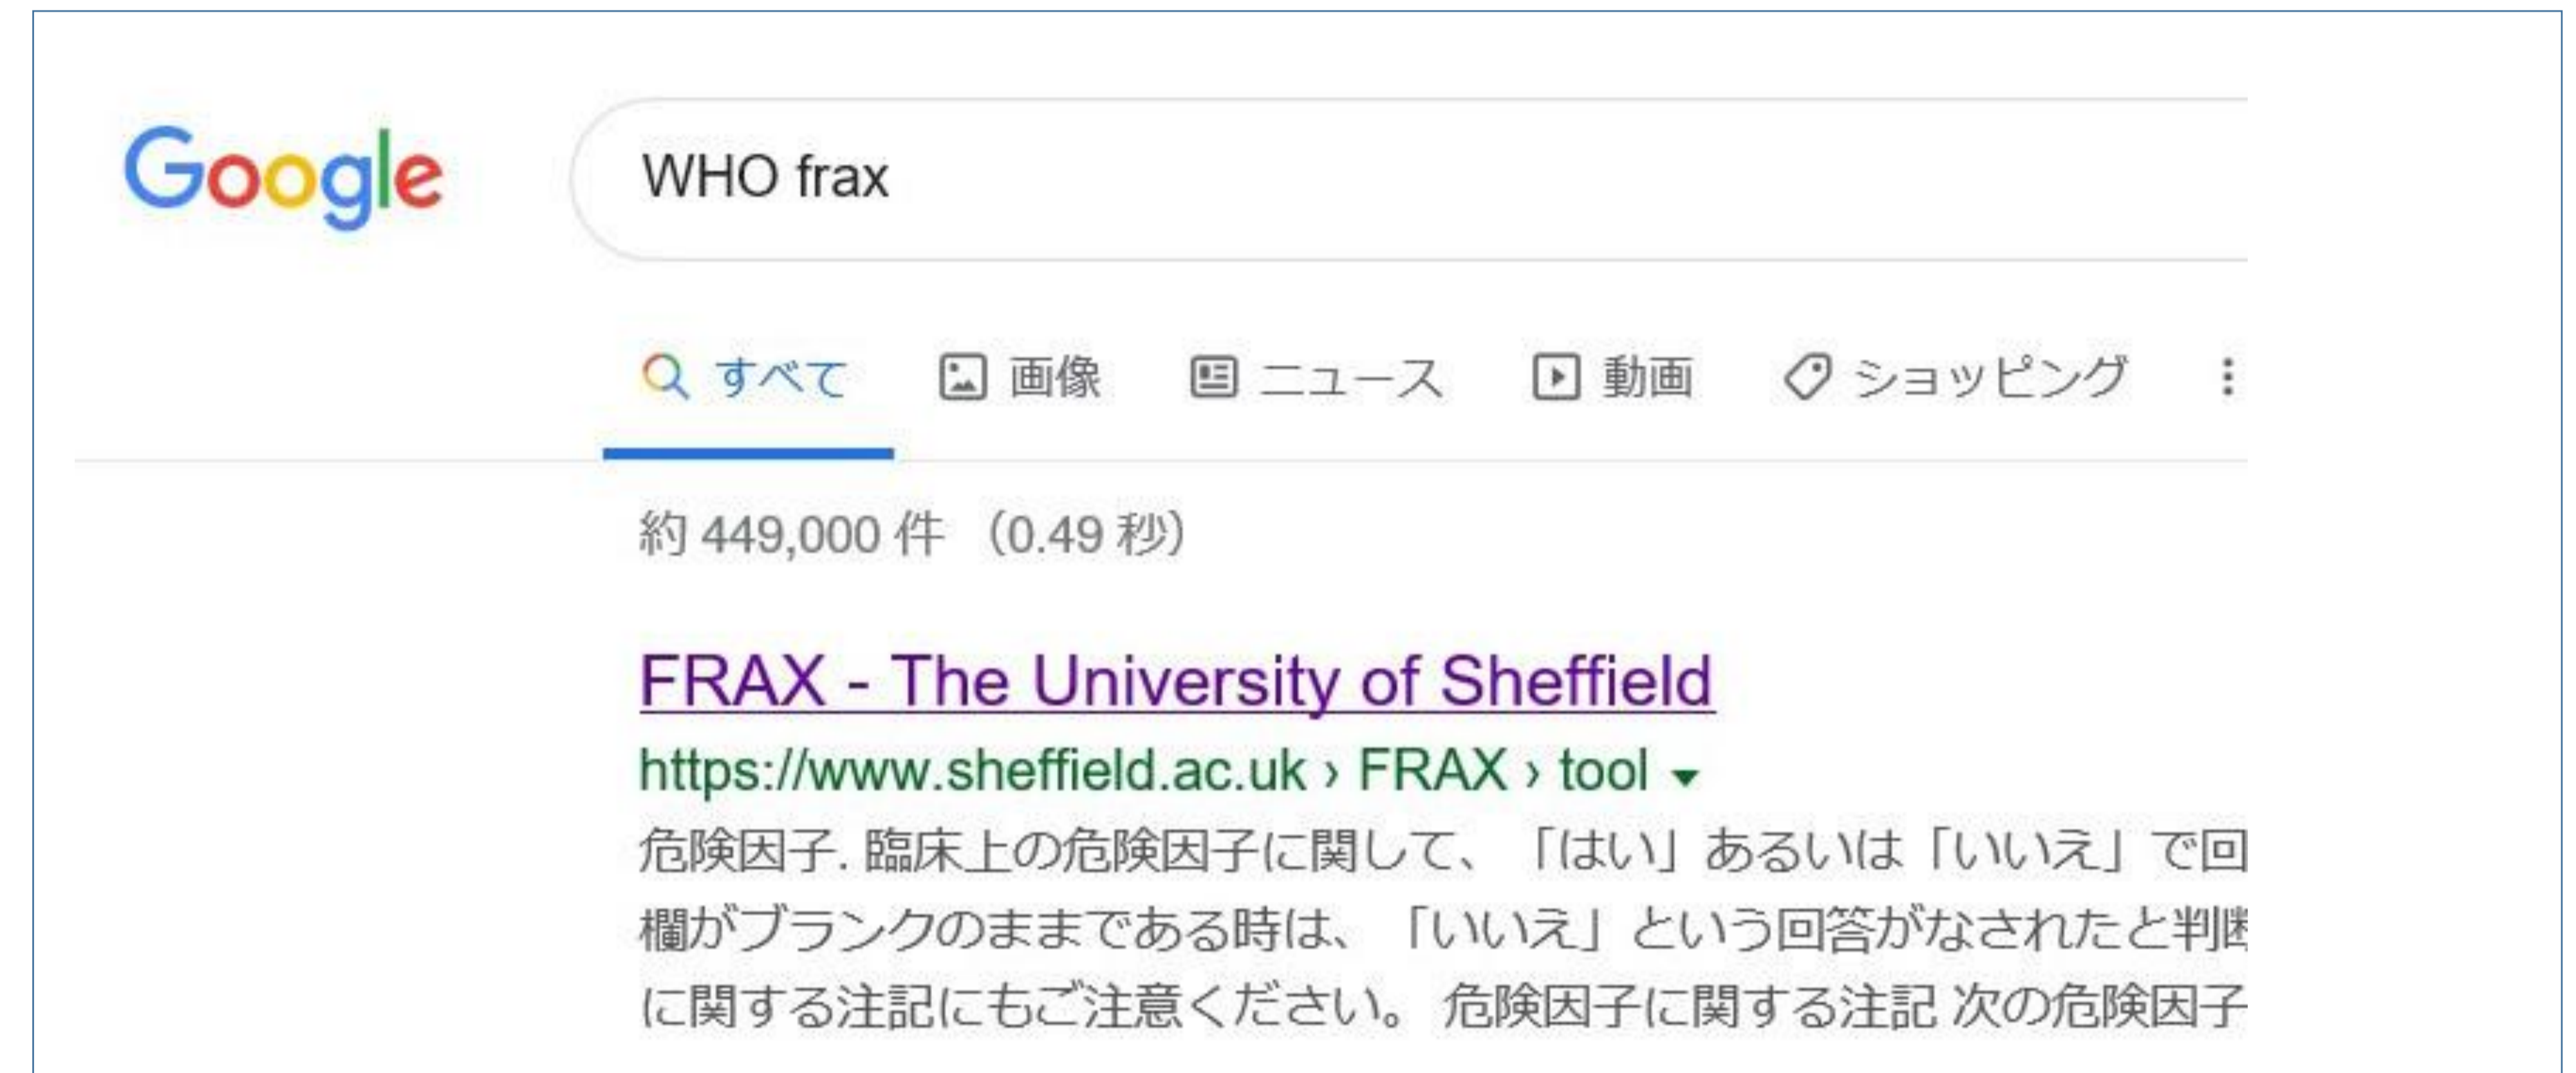 Google
WHO frax
すべて 画像 ニュース 動画 ショッピング
約 449,000 件 （0.49 秒）
FRAX - The University of Sheffield
https://www.sheffield.ac.uk › FRAX › tool
危険因子. 臨床上の危険因子に関して、「はい」あるいは「いいえ」で回
欄がブランクのままである時は、「いいえ」という回答がなされたと判断
に関する注記にもご注意ください。 危険因子に関する注記 次の危険因子